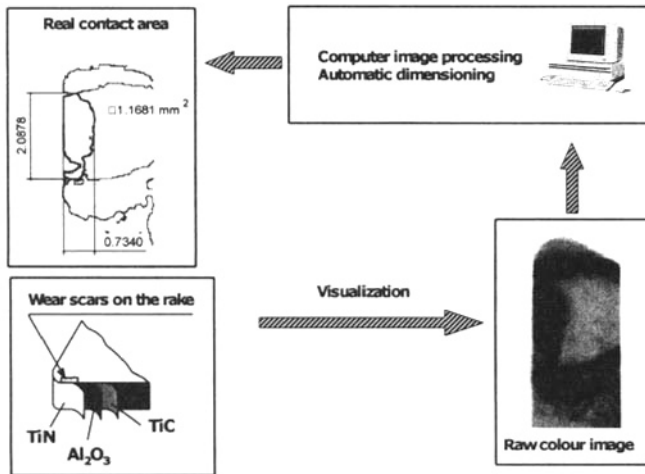 Real contact area
□1.1681 mm²
2.0878
0.7340
Computer image processing
Automatic dimensioning
Wear scars on the rake
TiN
Al₂O₃
TiC
Visualization
Raw colour image